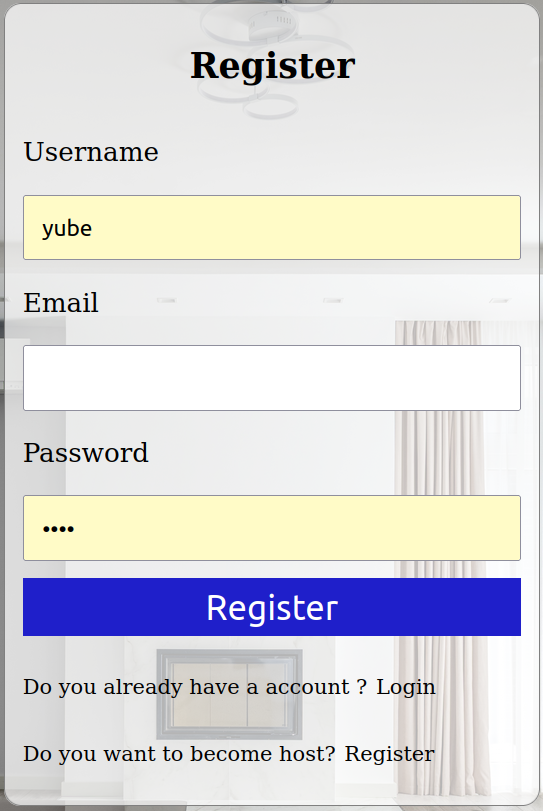 Register
Username
yube
Email
Password
••••
Register
Do you already have a account ? Login
Do you want to become host? Register